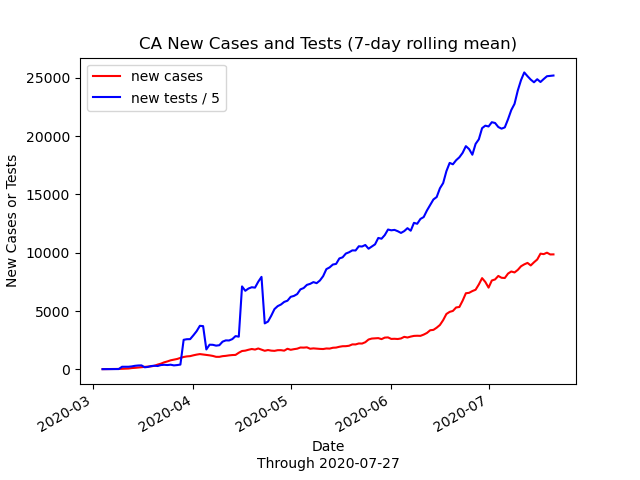 CA New Cases and Tests (7-day rolling mean)
new cases
new tests / 5
New Cases or Tests
25000
20000
15000
10000
5000
0
2020-03
2020-04
2020-05
2020-06
2020-07
Date
Through 2020-07-27